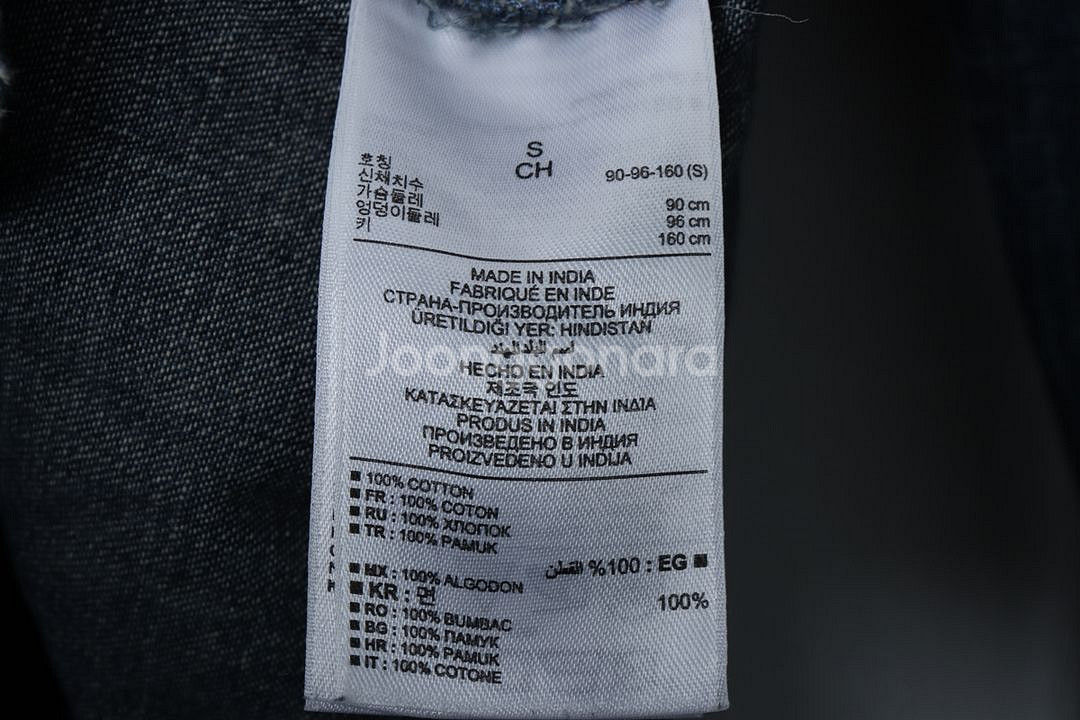 S
CH
호칭 90-96-160 (S)
신체치수
가슴둘레 90 cm
엉덩이둘레 96 cm
키 160 cm
MADE IN INDIA
FABRIQUÉ EN INDE
СТРАНА-ПРОИЗВОДИТЕЛЬ ИНДИЯ
ÜRETILDIĞI YER: HINDISTAN
HECHO EN INDIA
제조국 인도
ΚΑΤΑΣΚΕΥΑΖΕΤΑΙ ΣΤΗΝ ΙΝΔΙΑ
PRODUS IN INDIA
ПРОИЗВЕДЕНО В ИНДИЯ
PROIZVEDENO U INDIJA
■ 100% COTTON
■ FR : 100% COTON
■ RU : 100% ХЛОПОК
■ TR : 100% PAMUK
■ EG : 100% القطن
■ MX : 100% ALGODON
■ KR : 면 100%
■ RO : 100% BUMBAC
■ BG : 100% ПАМУК
■ HR : 100% PAMUK
■ IT : 100% COTONE